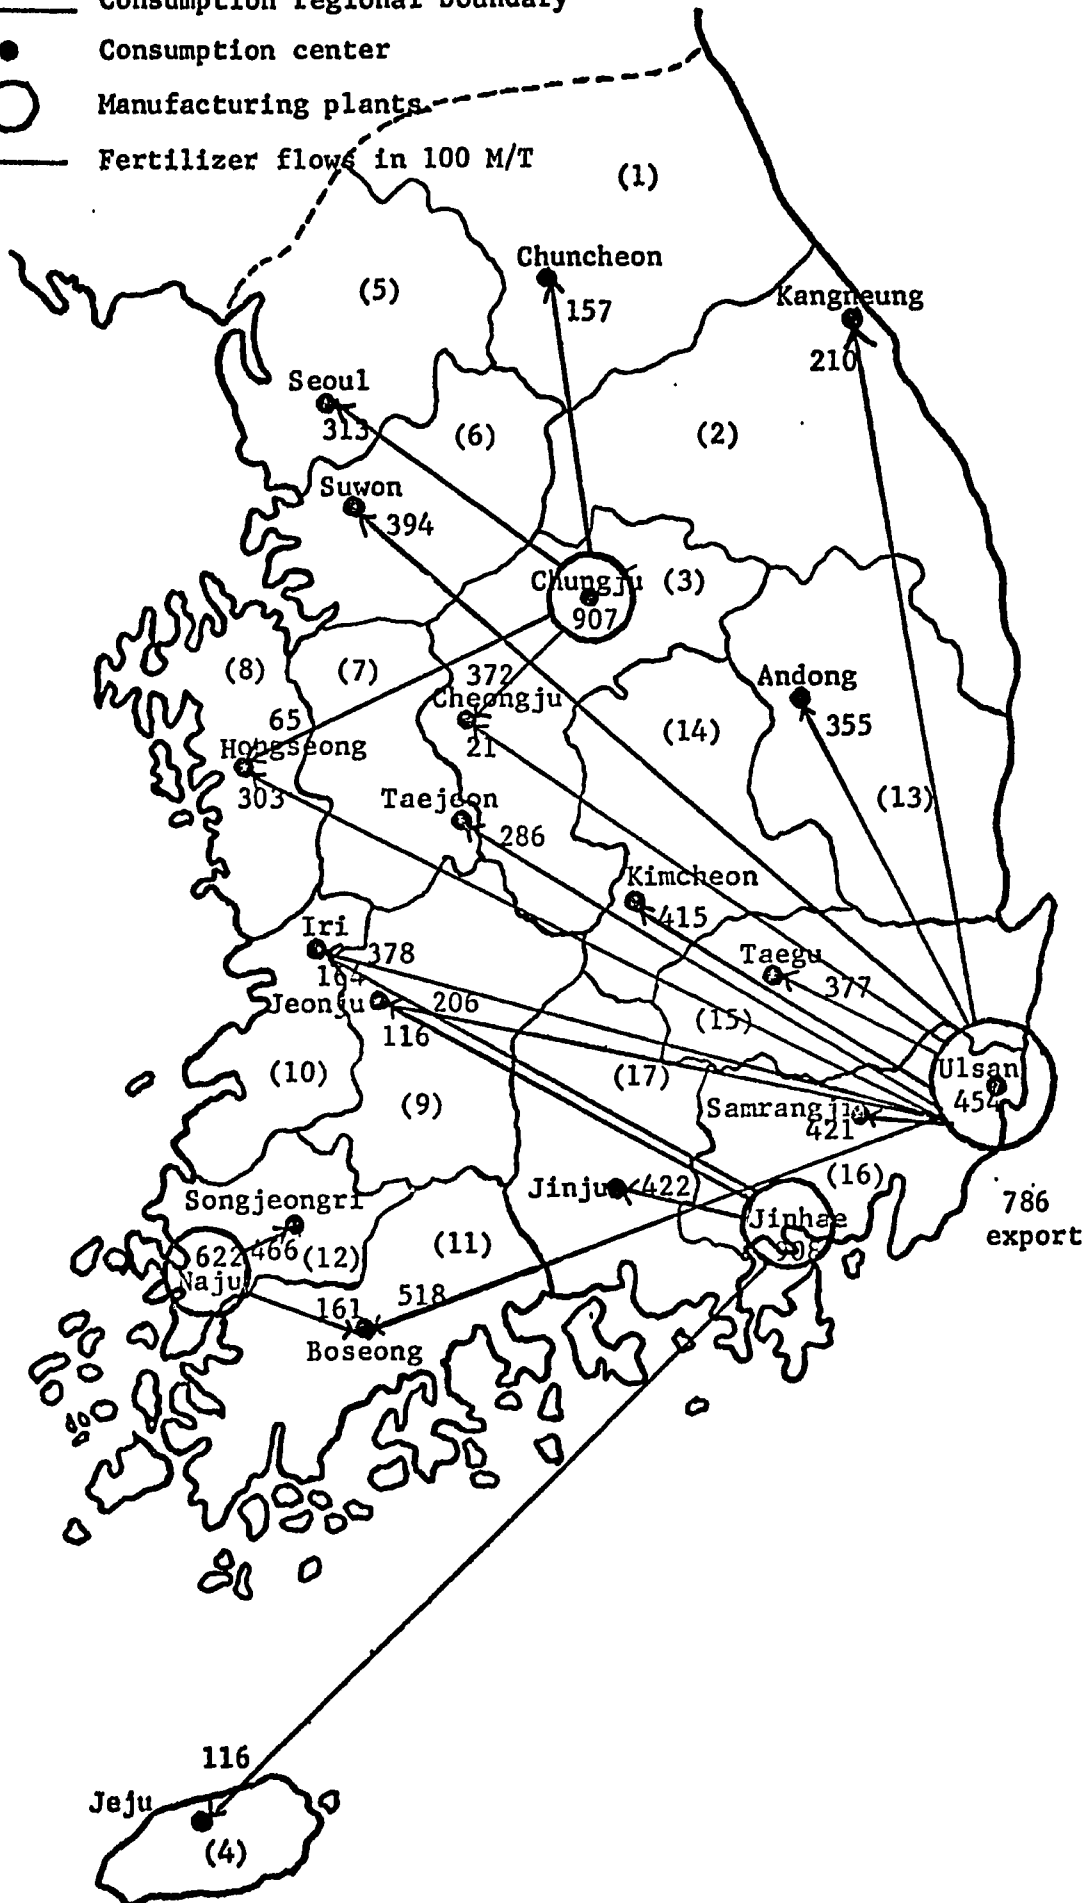 Consumption regional boundary
Consumption center
Manufacturing plants
Fertilizer flows in 100 M/T
(1)
Chuncheon
(5)
Kangneung
157
210
Seoul
313
(6)
(2)
Suwon
394
Chungju
(3)
907
(8)
(7)
372
Andong
Cheongju
65
355
(14)
21
Hongseong
303
Taejeon
(13)
286
Kimcheon
415
Iri
378
Taegu
164
377
Jeonju
206
116
(15)
(10)
(17)
Ulsan
454
(9)
Samrangjin
421
(16)
Jinju
422
Songjeongri
786
export
Jinhae
908
622
466
(12)
(11)
Naju
161
518
Boseong
116
Jeju
(4)